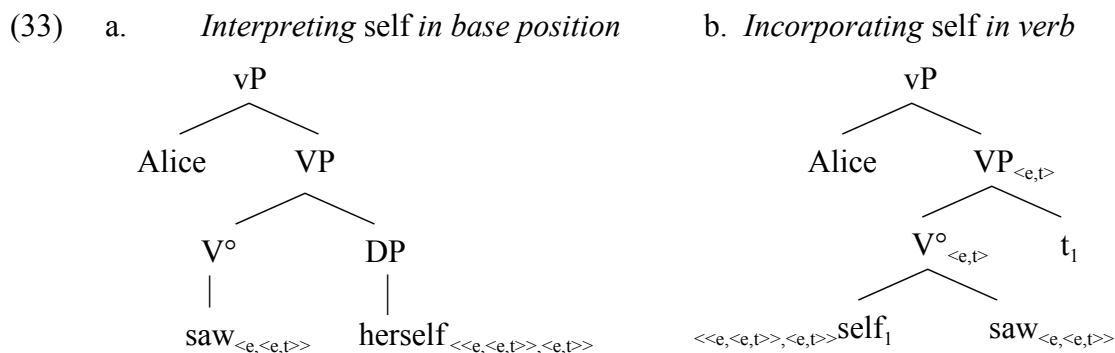 (33) a. Interpreting self in base position b. Incorporating self in verb
vP vP
Alice VP Alice VP<e,t>
V° DP V°<e,t> t1
saw<e,<e,t>> herself<<e,<e,t>>,<e,t>> <<e,<e,t>>,<e,t>>self1 saw<e,<e,t>>